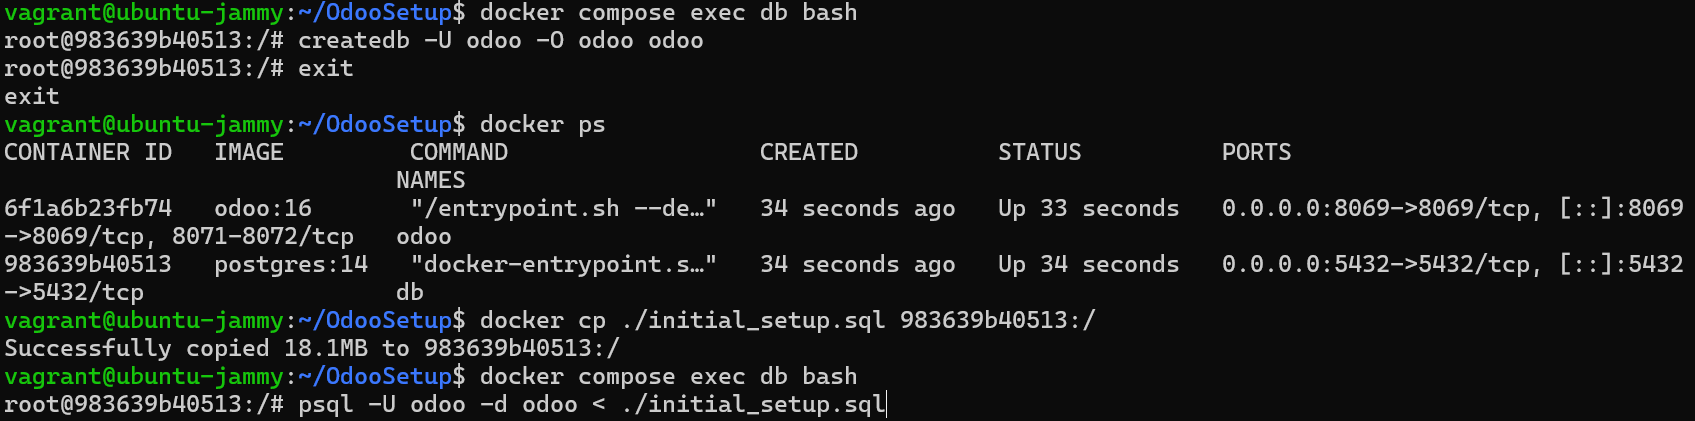 vagrant@ubuntu-jammy:~/OdooSetup$ docker compose exec db bash
root@983639b40513:/# createdb -U odoo -O odoo odoo
root@983639b40513:/# exit
exit
vagrant@ubuntu-jammy:~/OdooSetup$ docker ps
CONTAINER ID   IMAGE         COMMAND                  CREATED          STATUS          PORTS
                            NAMES
6f1a6b23fb74   odoo:16       "/entrypoint.sh --de…"   34 seconds ago   Up 33 seconds   0.0.0.0:8069->8069/tcp, [::]:8069
->8069/tcp, 8071-8072/tcp   odoo
983639b40513   postgres:14   "docker-entrypoint.s…"   34 seconds ago   Up 34 seconds   0.0.0.0:5432->5432/tcp, [::]:5432
->5432/tcp                  db
vagrant@ubuntu-jammy:~/OdooSetup$ docker cp ./initial_setup.sql 983639b40513:/
Successfully copied 18.1MB to 983639b40513:/
vagrant@ubuntu-jammy:~/OdooSetup$ docker compose exec db bash
root@983639b40513:/# psql -U odoo -d odoo < ./initial_setup.sql